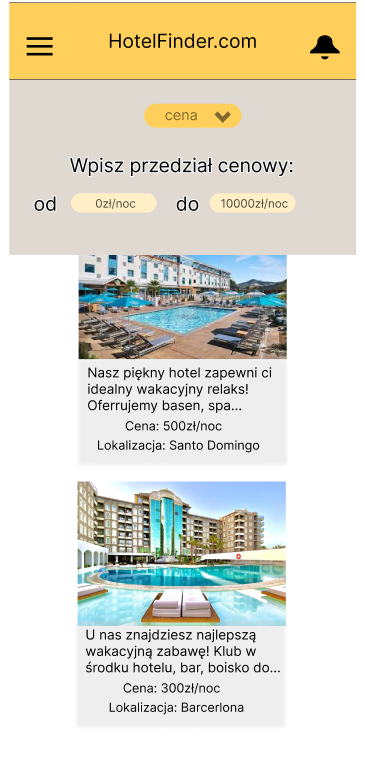 HotelFinder.com
cena
Wpisz przedział cenowy:
od 0zł/noc do 10000zł/noc
Nasz piękny hotel zapewni ci
idealny wakacyjny relaks!
Oferrujemy basen, spa...
Cena: 500zł/noc
Lokalizacja: Santo Domingo
U nas znajdziesz najlepszą
wakacyjną zabawę! Klub w
środku hotelu, bar, boisko do...
Cena: 300zł/noc
Lokalizacja: Barcerlona